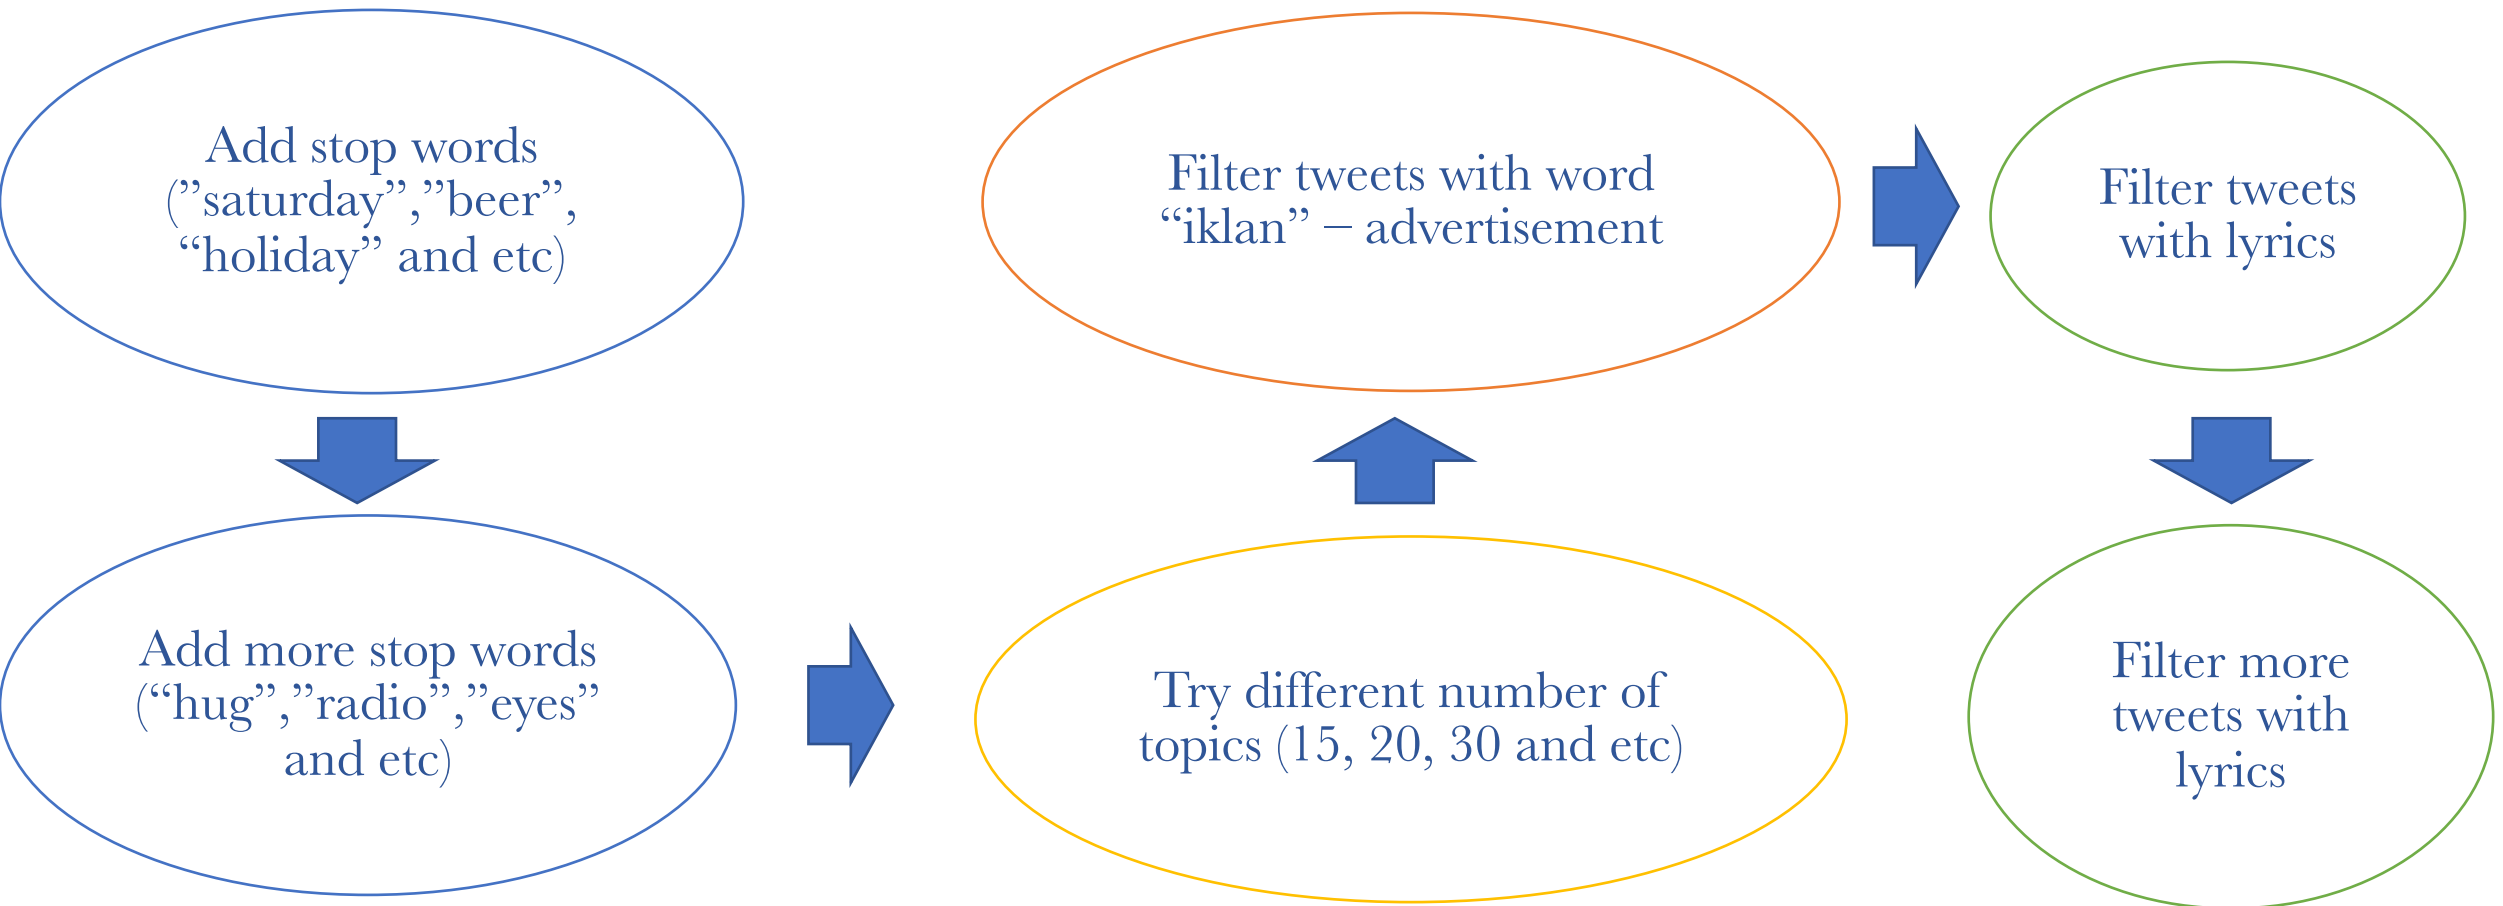 Add stop words
(”saturday”, ”beer”,
“holiday” and etc)
Add more stop words
(“hug”, ”radio”, ”eyes”
and etc)
Try different number of
topics (15, 20, 30 and etc)
Filter tweets with word
“ikea” – advertisement
Filter tweets
with lyrics
Filter more
tweets with
lyrics